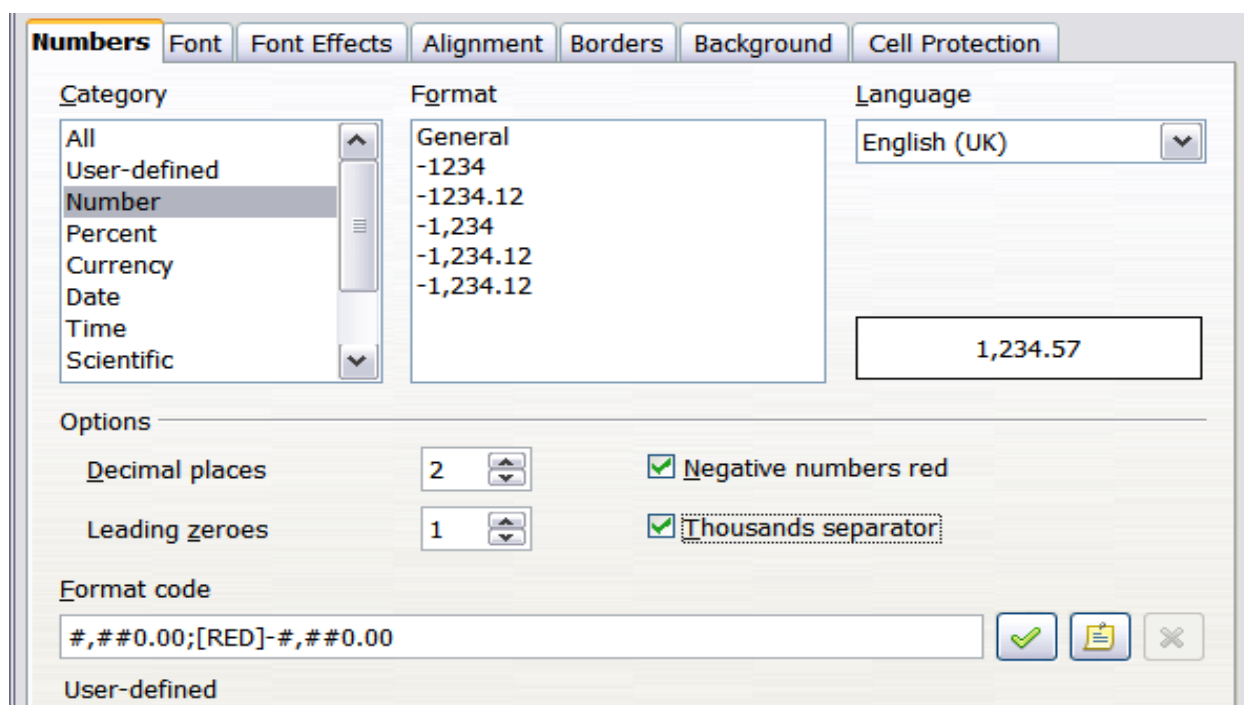 Numbers Font Font Effects Alignment Borders Background Cell Protection
Category
All
User-defined
Number
Percent
Currency
Date
Time
Scientific
Format
General
-1234
-1234.12
-1,234
-1,234.12
-1,234.12
Language
English (UK)
1,234.57
Options
Decimal places 2 Negative numbers red
Leading zeroes 1 Thousands separator
Format code
#,##0.00;[RED]-#,##0.00
User-defined